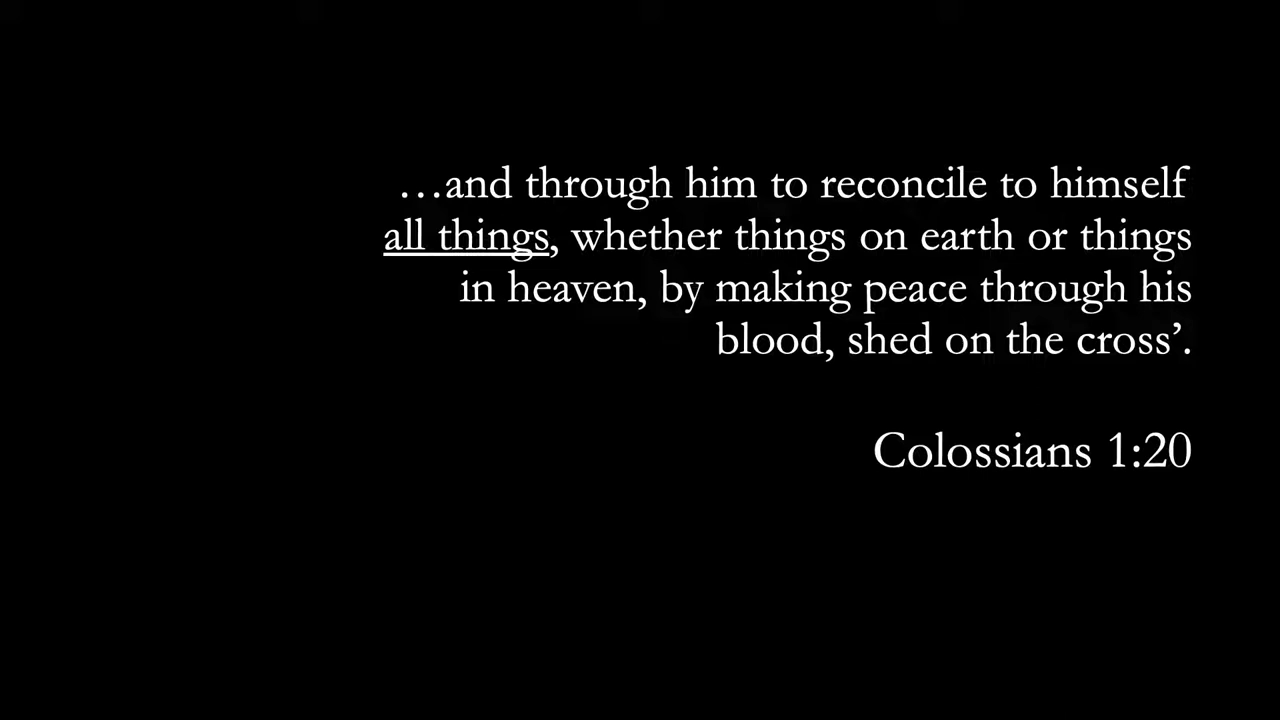 …and through him to reconcile to himself
all things, whether things on earth or things
in heaven, by making peace through his
blood, shed on the cross’.
Colossians 1:20